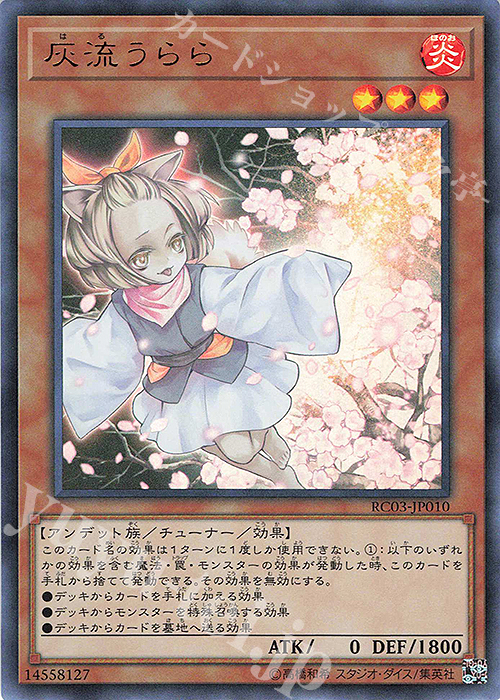 はる
灰流うらら
ほのお
炎
RC03-JP010
【アンデット族／チューナー／効果】
このカード名の効果は１ターンに１度しか使用できない。①：以下のいずれ
かの効果を含む魔法・罠・モンスターの効果が発動した時、このカードを
手札から捨てて発動できる。その効果を無効にする。
●デッキからカードを手札に加える効果
●デッキからモンスターを特殊召喚する効果
●デッキからカードを墓地へ送る効果
ATK/ 0 DEF/1800
14558127
©高橋和希 スタジオ・ダイス/集英社